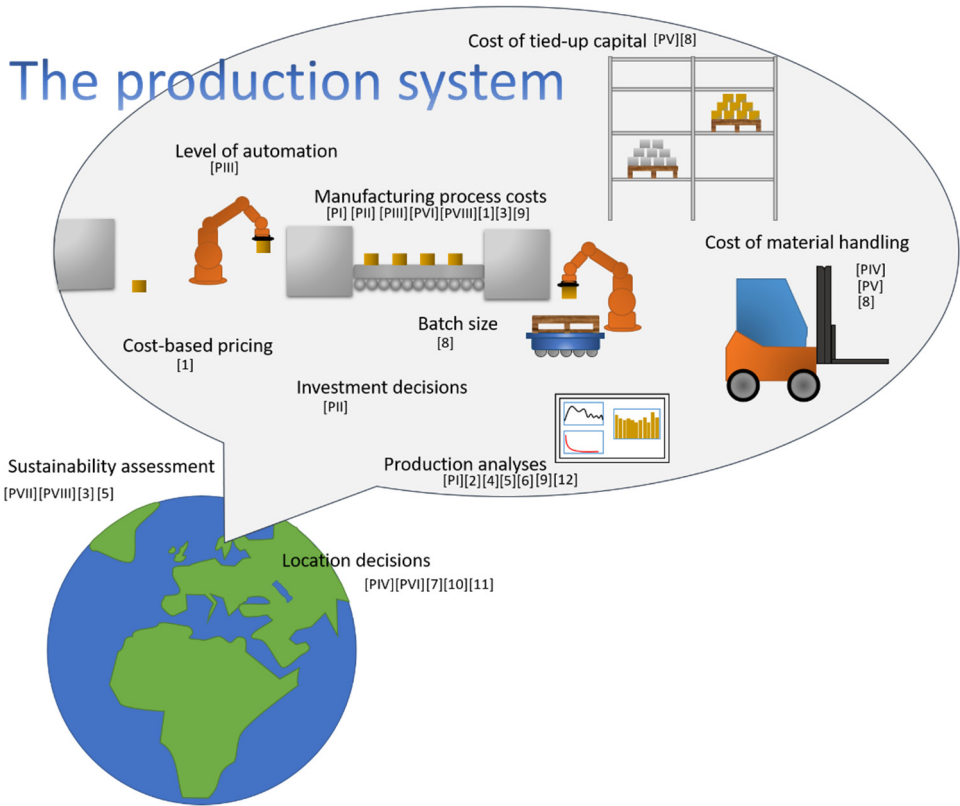 Cost of tied-up capital [PV][8]
The production system
Level of automation
[PIII]
Manufacturing process costs
[PI] [PII] [PIII][PVI][PVIII][1][3][9]
Cost of material handling
[PIV]
[PV]
[8]
Batch size
[8]
Cost-based pricing
[1]
Investment decisions
[PII]
Production analyses
[PI][2][4][5][6][9][12]
Sustainability assessment
[PVII][PVIII][3][5]
Location decisions
[PIV][PVI][7][10][11]